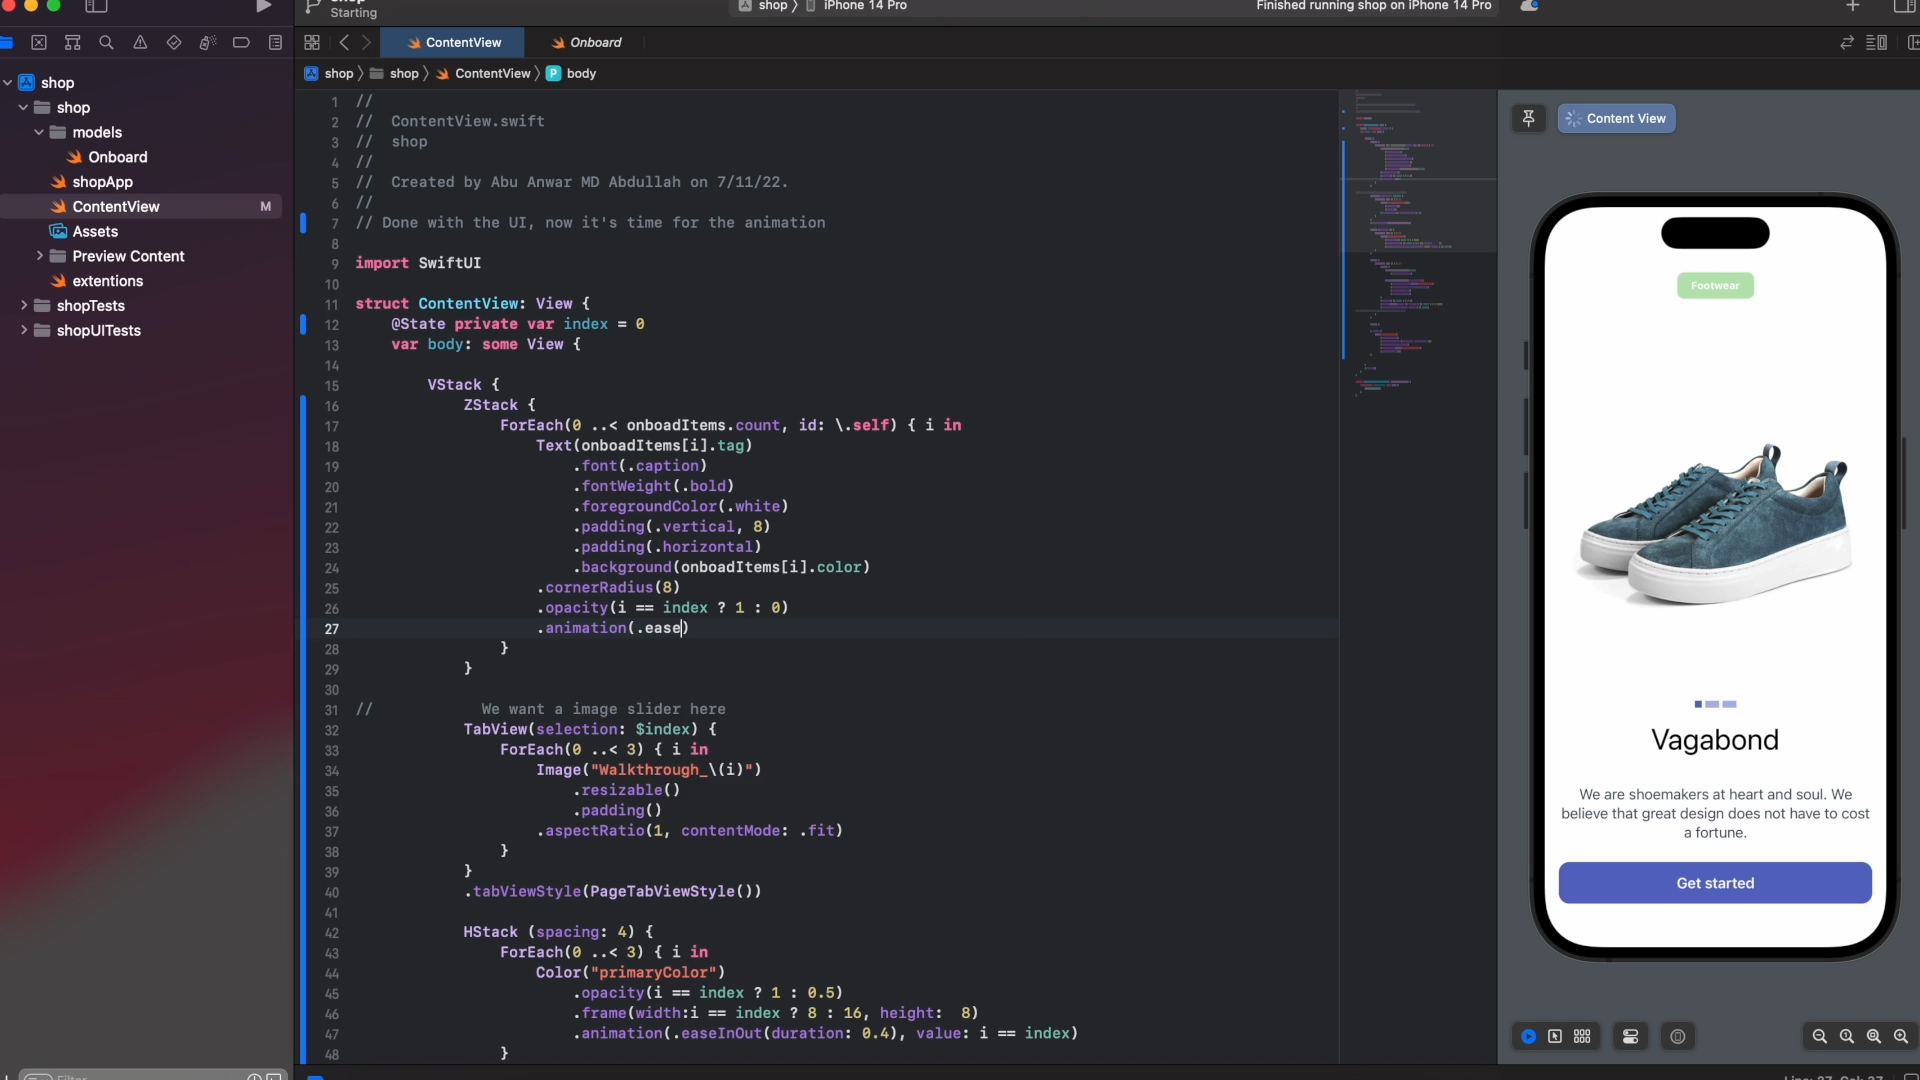 Starting
shop
iPhone 14 Pro
Finished running shop on iPhone 14 Pro
ContentView
Onboard
shop
shop
ContentView
body
shop
shop
models
Onboard
shopApp
ContentView
M
Assets
Preview Content
extentions
shopTests
shopUITests
1 //
2 // ContentView.swift
3 // shop
4 //
5 // Created by Abu Anwar MD Abdullah on 7/11/22.
6 //
7 // Done with the UI, now it's time for the animation
8
9 import SwiftUI
10
11 struct ContentView: View {
12 @State private var index = 0
13 var body: some View {
14
15 VStack {
16 ZStack {
17 ForEach(0 ..< onboadItems.count, id: \.self) { i in
18 Text(onboadItems[i].tag)
19 .font(.caption)
20 .fontWeight(.bold)
21 .foregroundColor(.white)
22 .padding(.vertical, 8)
23 .padding(.horizontal)
24 .background(onboadItems[i].color)
25 .cornerRadius(8)
26 .opacity(i == index ? 1 : 0)
27 .animation(.ease)
28 }
29 }
30
31 // We want a image slider here
32 TabView(selection: $index) {
33 ForEach(0 ..< 3) { i in
34 Image("Walkthrough_\(i)")
35 .resizable()
36 .padding()
37 .aspectRatio(1, contentMode: .fit)
38 }
39 }
40 .tabViewStyle(PageTabViewStyle())
41
42 HStack (spacing: 4) {
43 ForEach(0 ..< 3) { i in
44 Color("primaryColor")
45 .opacity(i == index ? 1 : 0.5)
46 .frame(width:i == index ? 8 : 16, height:  8)
47 .animation(.easeInOut(duration: 0.4), value: i == index)
48 }
Content View
Footwear
Vagabond
We are shoemakers at heart and soul. We
believe that great design does not have to cost
a fortune.
Get started